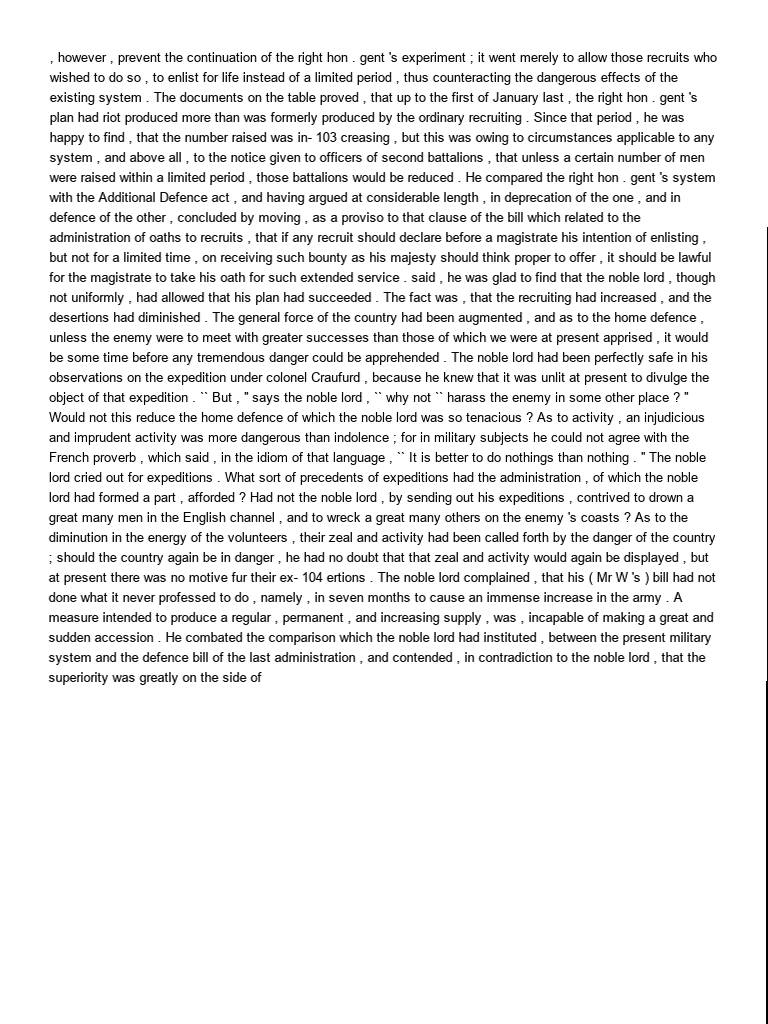 , however , prevent the continuation of the right hon . gent 's experiment ; it went merely to allow those recruits who
wished to do so , to enlist for life instead of a limited period , thus counteracting the dangerous effects of the
existing system . The documents on the table proved , that up to the first of January last , the right hon . gent 's
plan had riot produced more than was formerly produced by the ordinary recruiting . Since that period , he was
happy to find , that the number raised was in- 103 creasing , but this was owing to circumstances applicable to any
system , and above all , to the notice given to officers of second battalions , that unless a certain number of men
were raised within a limited period , those battalions would be reduced . He compared the right hon . gent 's system
with the Additional Defence act , and having argued at considerable length , in deprecation of the one , and in
defence of the other , concluded by moving , as a proviso to that clause of the bill which related to the
administration of oaths to recruits , that if any recruit should declare before a magistrate his intention of enlisting ,
but not for a limited time , on receiving such bounty as his majesty should think proper to offer , it should be lawful
for the magistrate to take his oath for such extended service . said , he was glad to find that the noble lord , though
not uniformly , had allowed that his plan had succeeded . The fact was , that the recruiting had increased , and the
desertions had diminished . The general force of the country had been augmented , and as to the home defence ,
unless the enemy were to meet with greater successes than those of which we were at present apprised , it would
be some time before any tremendous danger could be apprehended . The noble lord had been perfectly safe in his
observations on the expedition under colonel Craufurd , because he knew that it was unlit at present to divulge the
object of that expedition . `` But , " says the noble lord , `` why not `` harass the enemy in some other place ? "
Would not this reduce the home defence of which the noble lord was so tenacious ? As to activity , an injudicious
and imprudent activity was more dangerous than indolence ; for in military subjects he could not agree with the
French proverb , which said , in the idiom of that language , `` It is better to do nothings than nothing . " The noble
lord cried out for expeditions . What sort of precedents of expeditions had the administration , of which the noble
lord had formed a part , afforded ? Had not the noble lord , by sending out his expeditions , contrived to drown a
great many men in the English channel , and to wreck a great many others on the enemy 's coasts ? As to the
diminution in the energy of the volunteers , their zeal and activity had been called forth by the danger of the country
; should the country again be in danger , he had no doubt that that zeal and activity would again be displayed , but
at present there was no motive fur their ex- 104 ertions . The noble lord complained , that his ( Mr W 's ) bill had not
done what it never professed to do , namely , in seven months to cause an immense increase in the army . A
measure intended to produce a regular , permanent , and increasing supply , was , incapable of making a great and
sudden accession . He combated the comparison which the noble lord had instituted , between the present military
system and the defence bill of the last administration , and contended , in contradiction to the noble lord , that the
superiority was greatly on the side of